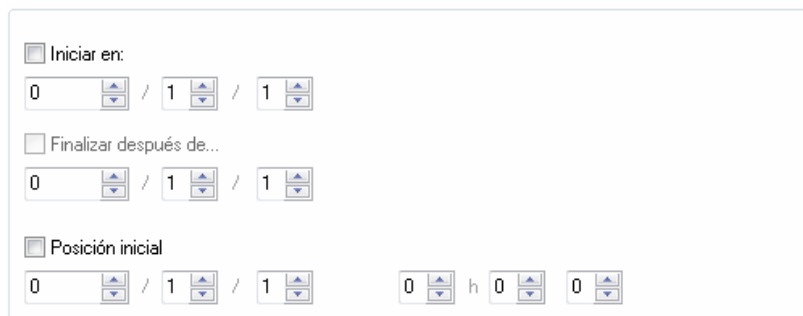 Iniciar en:
0 / 1 / 1
Finalizar después de...
0 / 1 / 1
Posición inicial
0 / 1 / 1 0 h 0 0